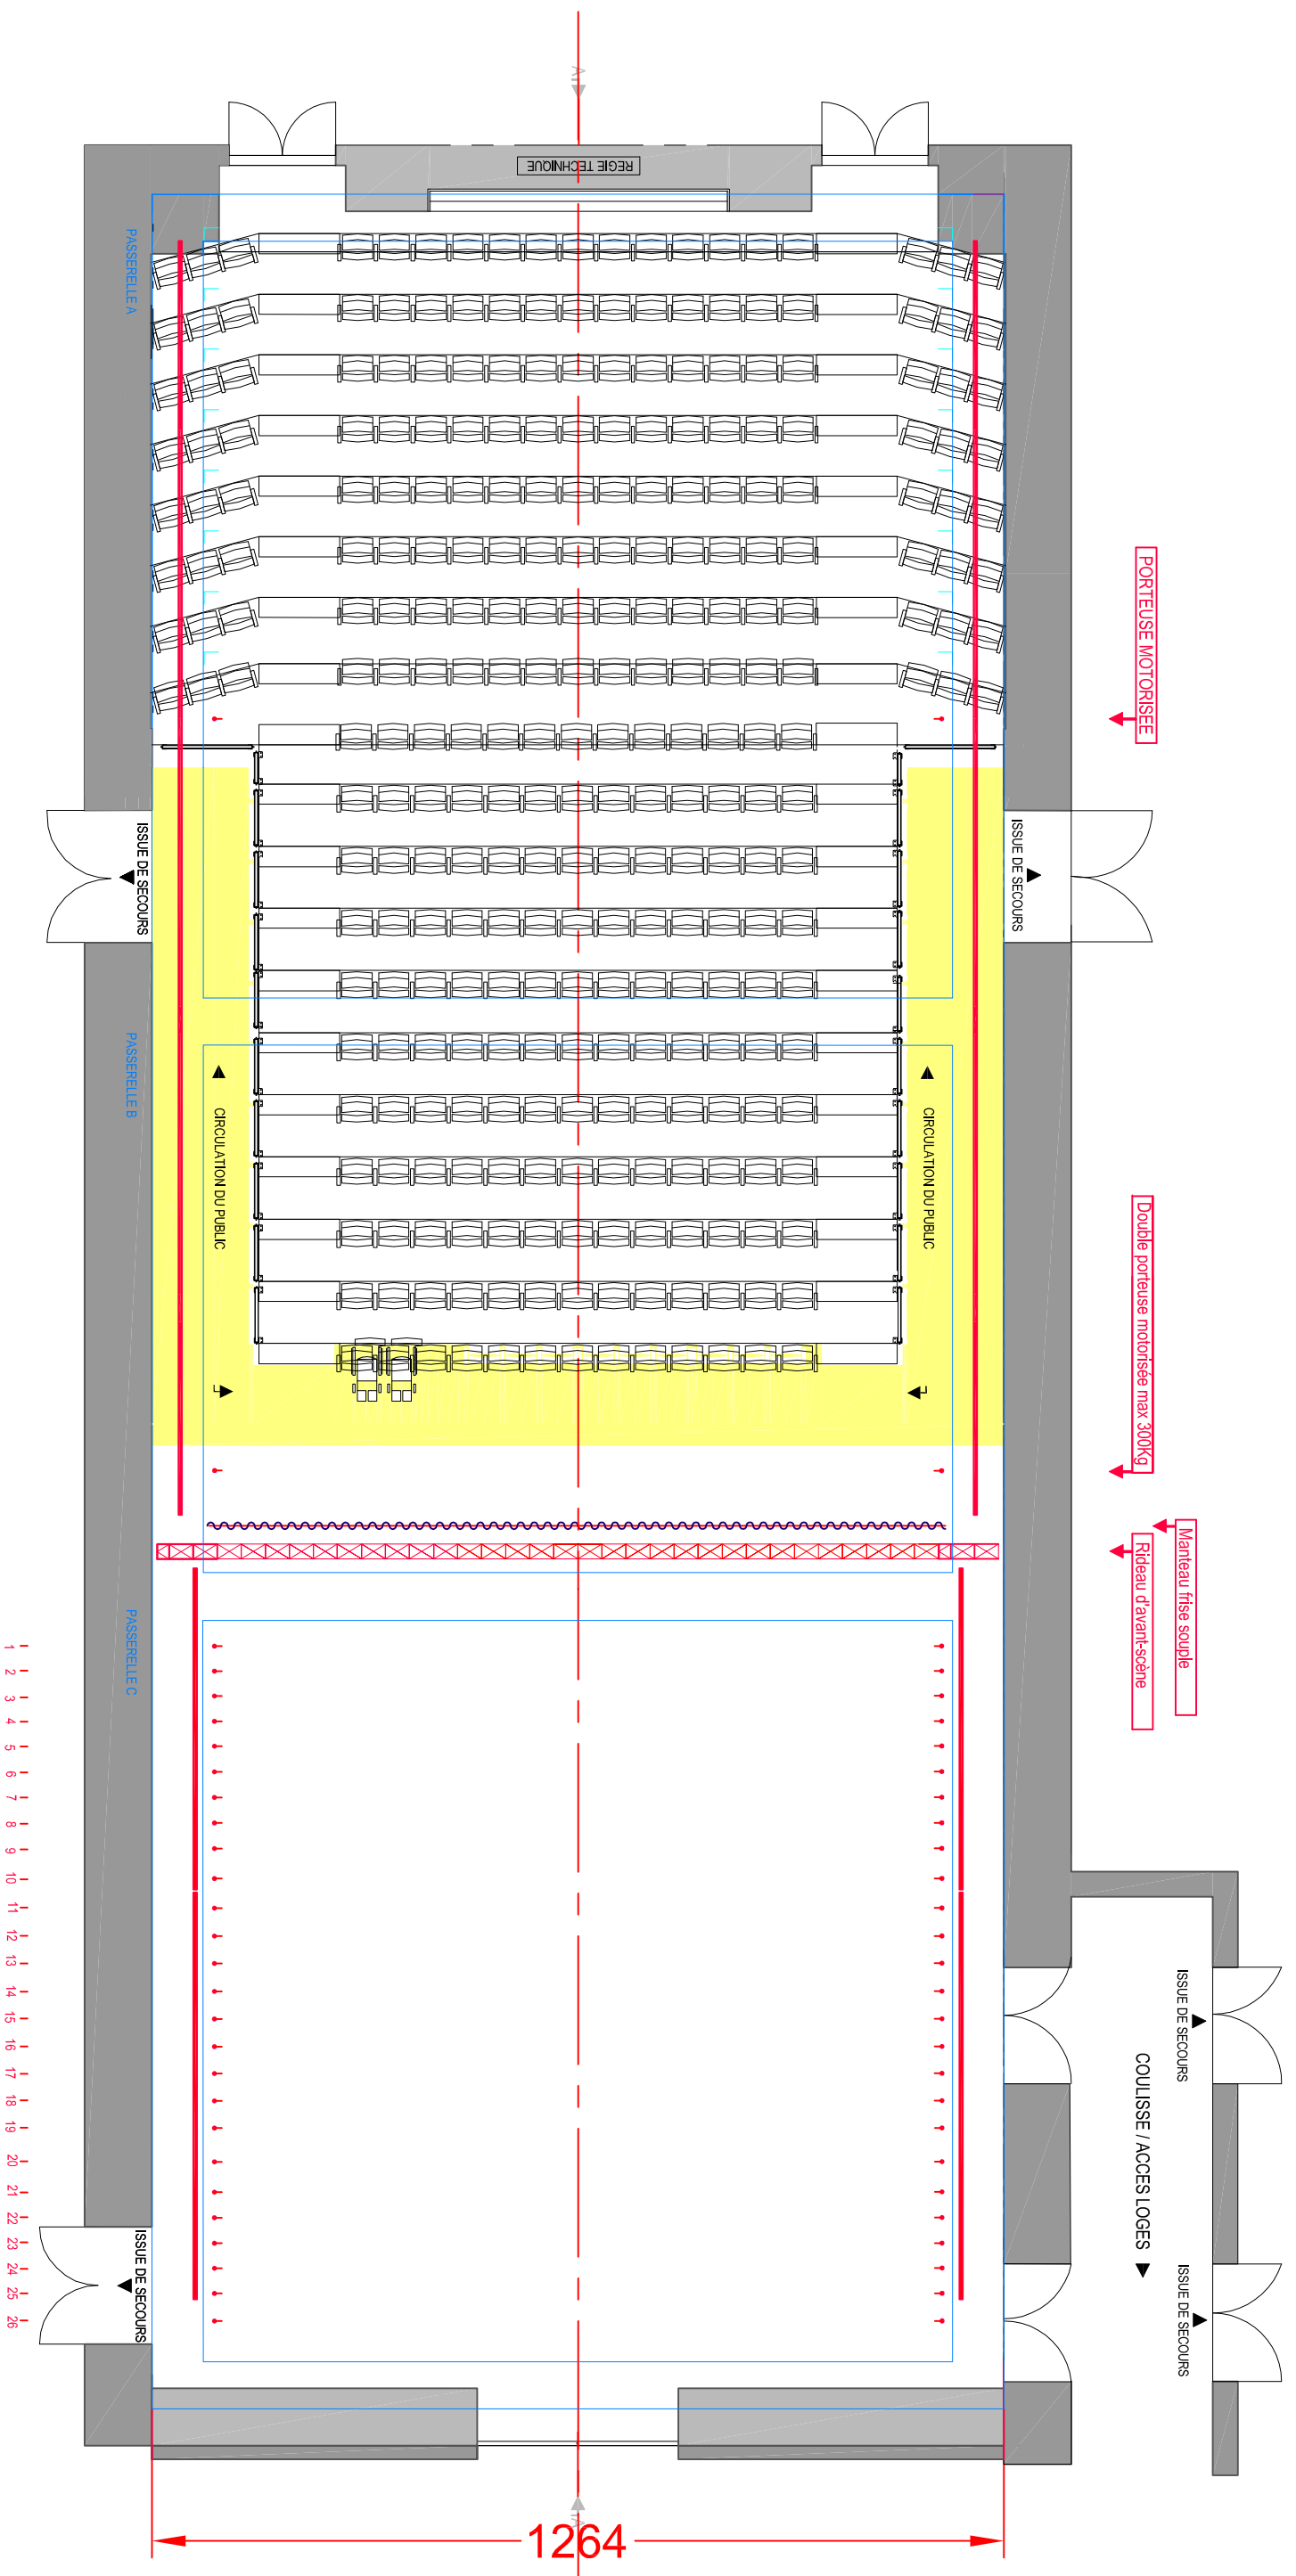 A
REGIE TECHNIQUE
PASSERELLE A
PORTEUSE MOTORISEE
ISSUE DE SECOURS
ISSUE DE SECOURS
PASSERELLE B
CIRCULATION DU PUBLIC
CIRCULATION DU PUBLIC
Double porteuse motorisée max 300Kg
Manteau frise souple
Rideau d'avant-scène
PASSERELLE C
1
2
3
4
5
6
7
8
9
10
11
12
13
14
15
16
17
18
19
20
21
22
23
24
25
26
ISSUE DE SECOURS
COULISSE / ACCES LOGES
ISSUE DE SECOURS
ISSUE DE SECOURS
A
1264